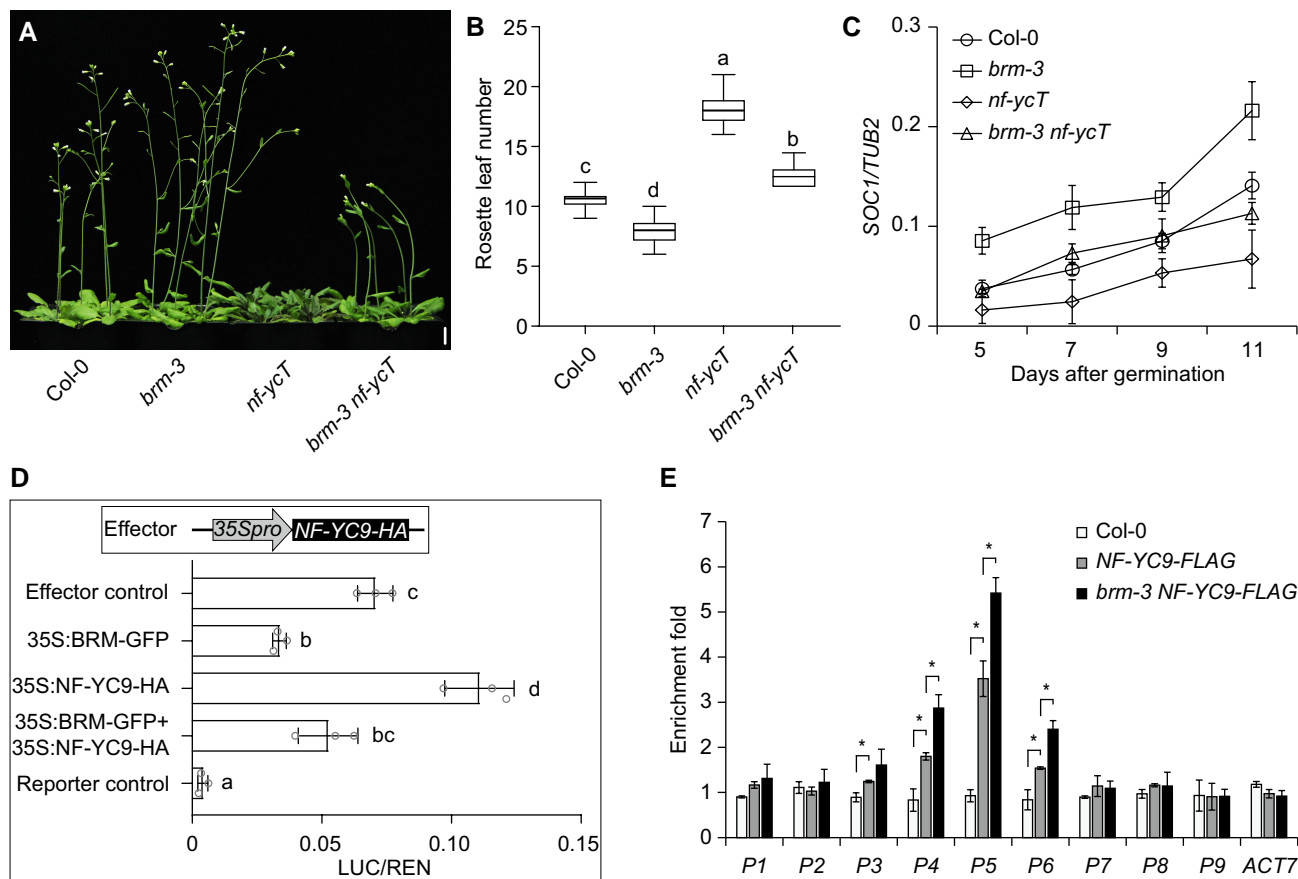 A
Col-0
brm-3
nf-ycT
brm-3 nf-ycT
B
Rosette leaf number
25
20
15
10
5
0
c
d
a
b
Col-0
brm-3
nf-ycT
brm-3 nf-ycT
C
SOC1/TUB2
0.3
0.2
0.1
0
Col-0
brm-3
nf-ycT
brm-3 nf-ycT
5 7 9 11
Days after germination
D
Effector 35Spro NF-YC9-HA
Effector control c
35S:BRM-GFP b
35S:NF-YC9-HA d
35S:BRM-GFP+
35S:NF-YC9-HA bc
Reporter control a
0 0.05 0.10 0.15
LUC/REN
E
Enrichment fold
7
6
5
4
3
2
1
0
Col-0
NF-YC9-FLAG
brm-3 NF-YC9-FLAG
* * * * * * *
P1 P2 P3 P4 P5 P6 P7 P8 P9 ACT7